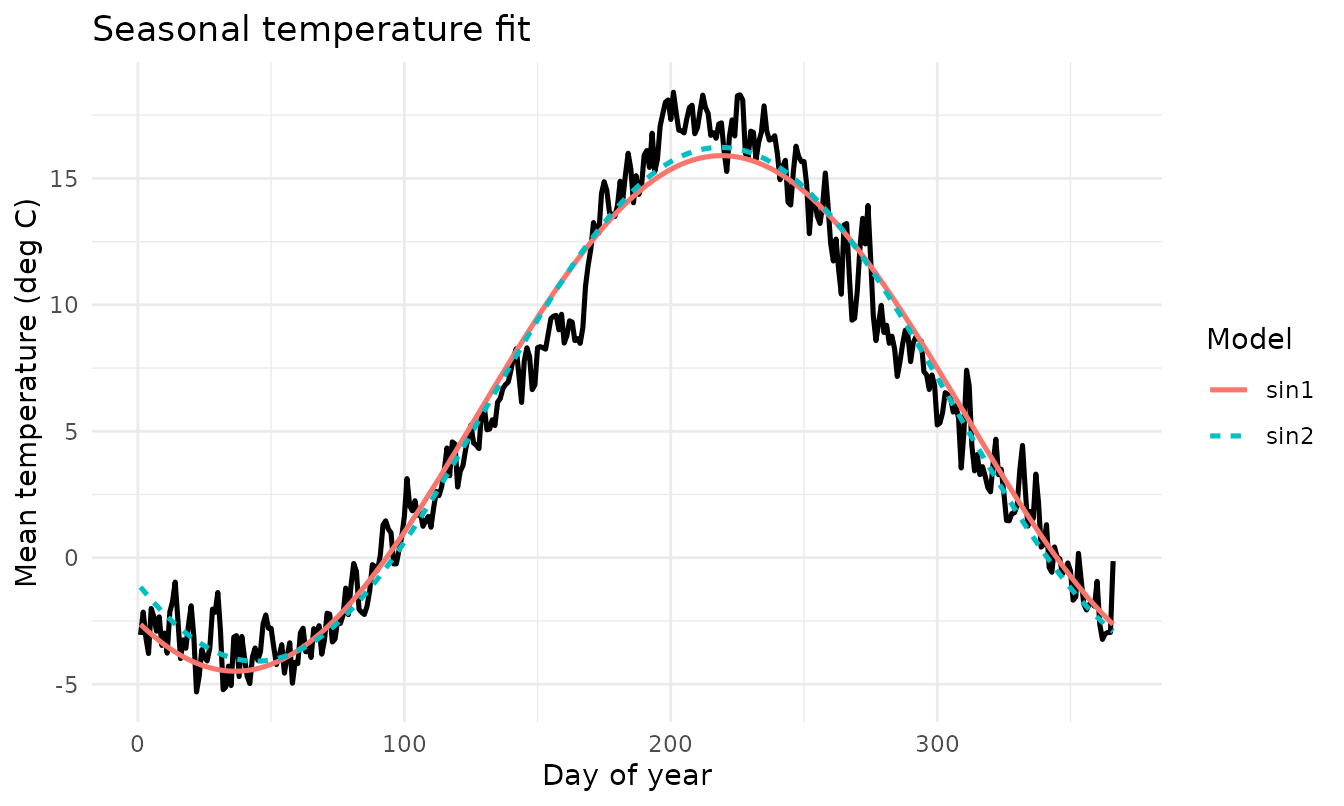 Seasonal temperature fit
Mean temperature (deg C)
15
10
5
0
-5
0
100
200
300
Day of year
Model
sin1
sin2